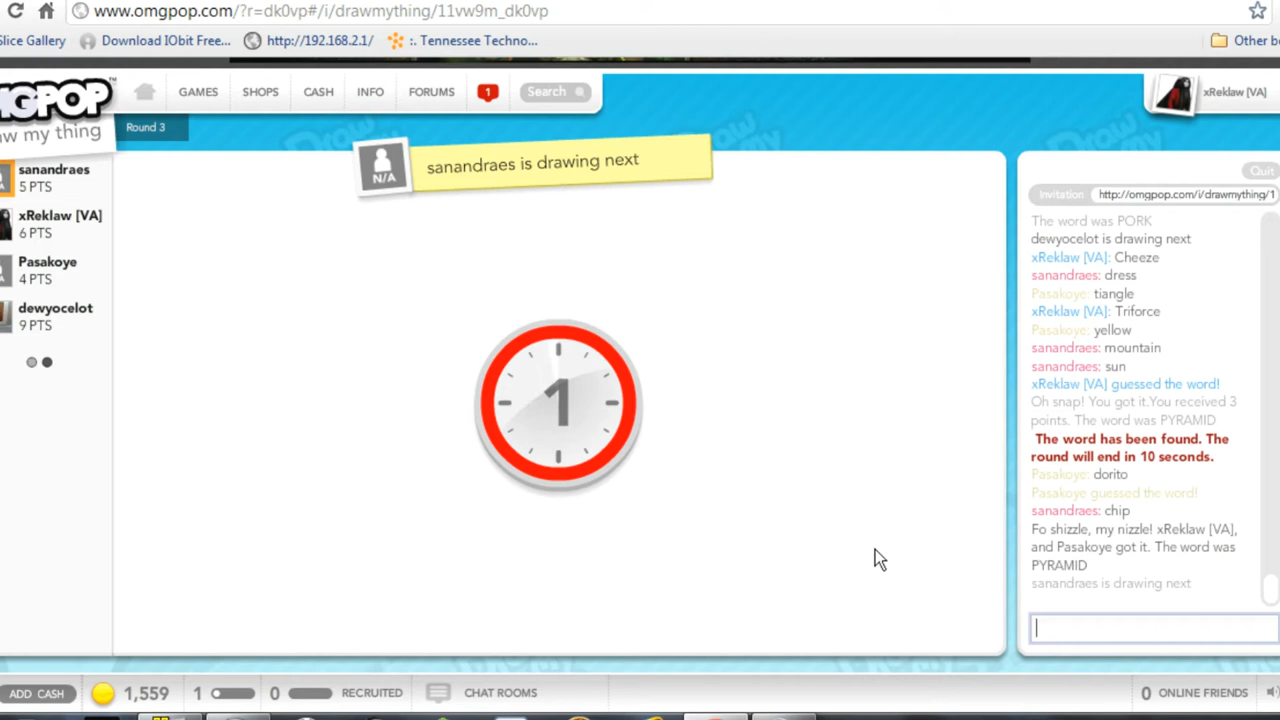 www.omgpop.com/?r=dk0vp#/i/drawmything/11vw9m_dk0vp
Slice Gallery Download IObit Free... http://192.168.2.1/ :. Tennessee Techno... Other b
MGPOP™ GAMES SHOPS CASH INFO FORUMS 1 Search xReklaw [VA]
aw my thing
Round 3
N/A
sanandraes is drawing next
sanandraes
5 PTS
xReklaw [VA]
6 PTS
Pasakoye
4 PTS
dewyocelot
9 PTS
1
Quit
Invitation http://omgpop.com/i/drawmything/1
The word was PORK
dewyocelot is drawing next
xReklaw [VA]: Cheeze
sanandraes: dress
Pasakoye: tiangle
xReklaw [VA]: Triforce
Pasakoye: yellow
sanandraes: mountain
sanandraes: sun
xReklaw [VA] guessed the word!
Oh snap! You got it.You received 3
points. The word was PYRAMID
The word has been found. The
round will end in 10 seconds.
Pasakoye: dorito
Pasakoye guessed the word!
sanandraes: chip
Fo shizzle, my nizzle! xReklaw [VA],
and Pasakoye got it. The word was
PYRAMID
sanandraes is drawing next
ADD CASH 1,559 1 0 RECRUITED CHAT ROOMS 0 ONLINE FRIENDS